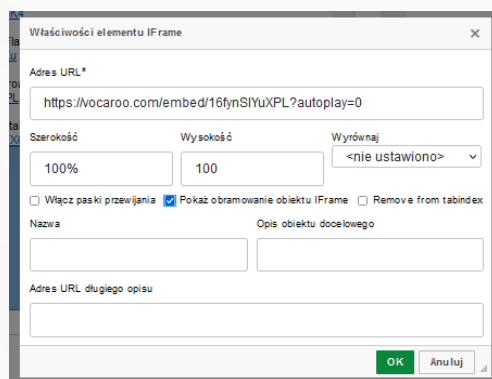 Właściwości elementu IFrame
Adres URL*
https://vocaroo.com/embed/16fynSlYuXPL?autoplay=0
Szerokość Wysokość Wyrównaj
100% 100 <nie ustawiono>
Włącz paski przewijania Pokaż obramowanie obiektu IFrame Remove from tabindex
Nazwa Opis obiektu docelowego
Adres URL długiego opisu
OK Anuluj